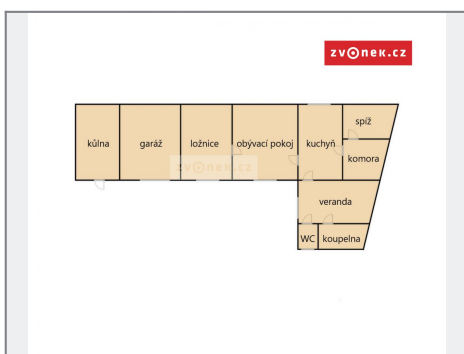 zvonek.cz
spíž
kůlna garáž ložnice obývací pokoj kuchyň
komora
zvonek.cz
veranda
WC koupelna